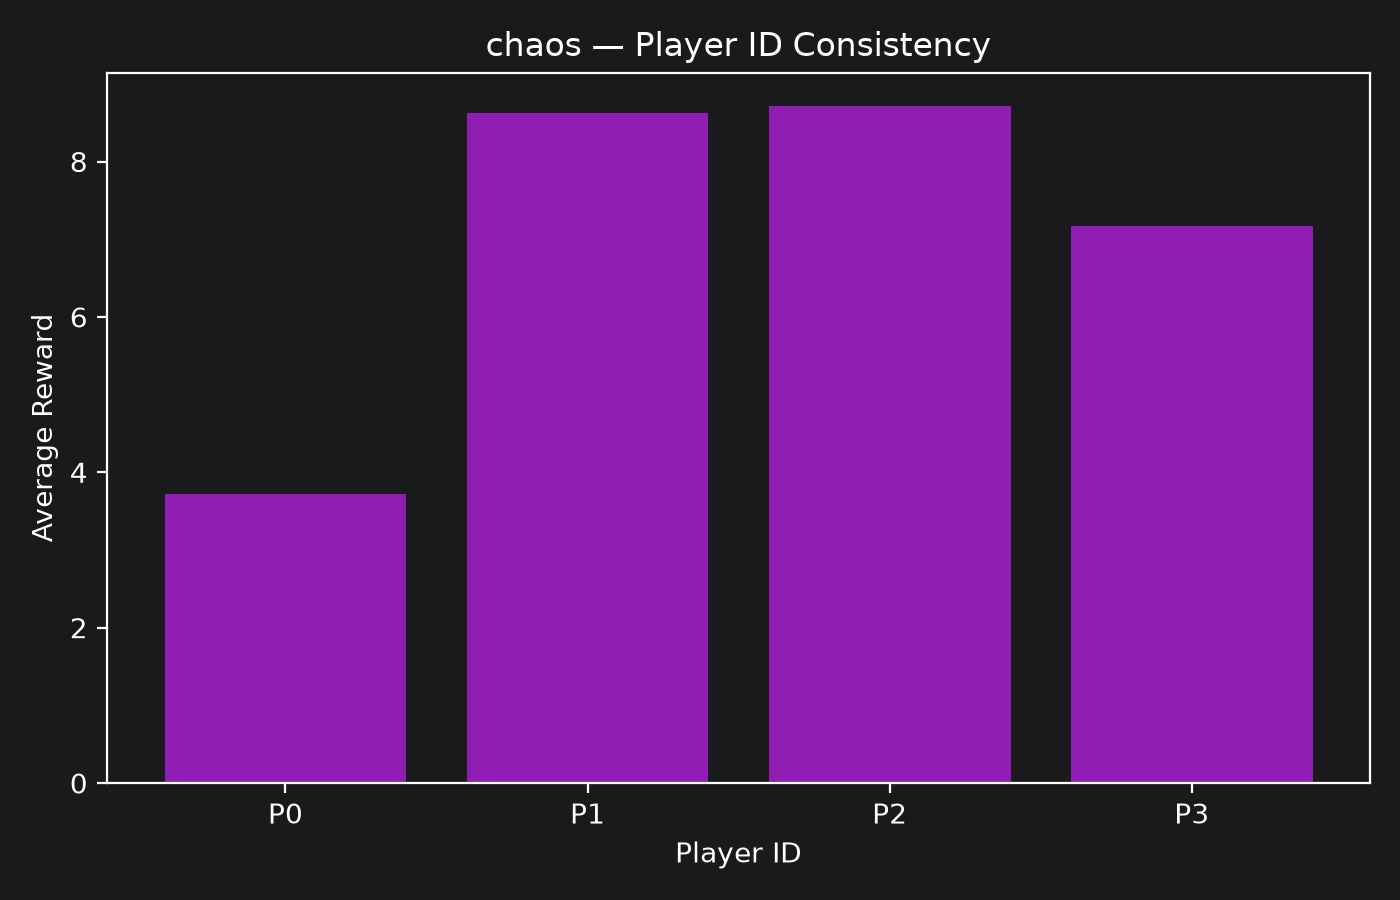 chaos — Player ID Consistency
Average Reward
8
6
4
2
0
P0 P1 P2 P3
Player ID